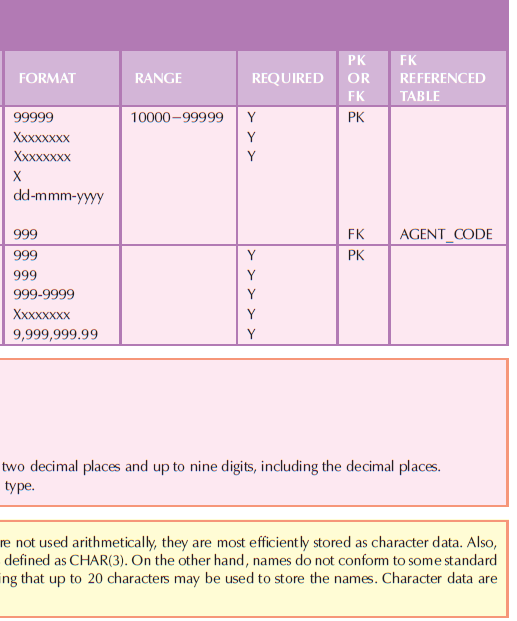 FORMAT RANGE REQUIRED PK OR FK FK REFERENCED TABLE
99999 10000–99999 Y PK
Xxxxxxxx Y
Xxxxxxxx Y
X
dd-mmm-yyyy
999 FK AGENT_CODE
999 Y PK
999 Y
999-9999 Y
Xxxxxxxx Y
9,999,999.99 Y
two decimal places and up to nine digits, including the decimal places.
type.
re not used arithmetically, they are most efficiently stored as character data. Also,
defined as CHAR(3). On the other hand, names do not conform to some standard
ing that up to 20 characters may be used to store the names. Character data are